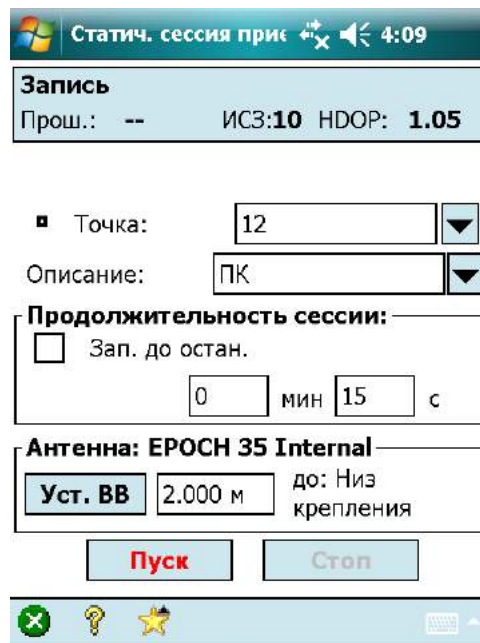 Статич. сессия прие 4:09
Запись
Прош.: -- ИСЗ:10 HDOP: 1.05
Точка: 12
Описание: ПК
Продолжительность сессии:
Зап. до остан.
0 мин 15 с
Антенна: EPOCH 35 Internal
Уст. ВВ 2.000 м до: Низ
крепления
Пуск Стоп